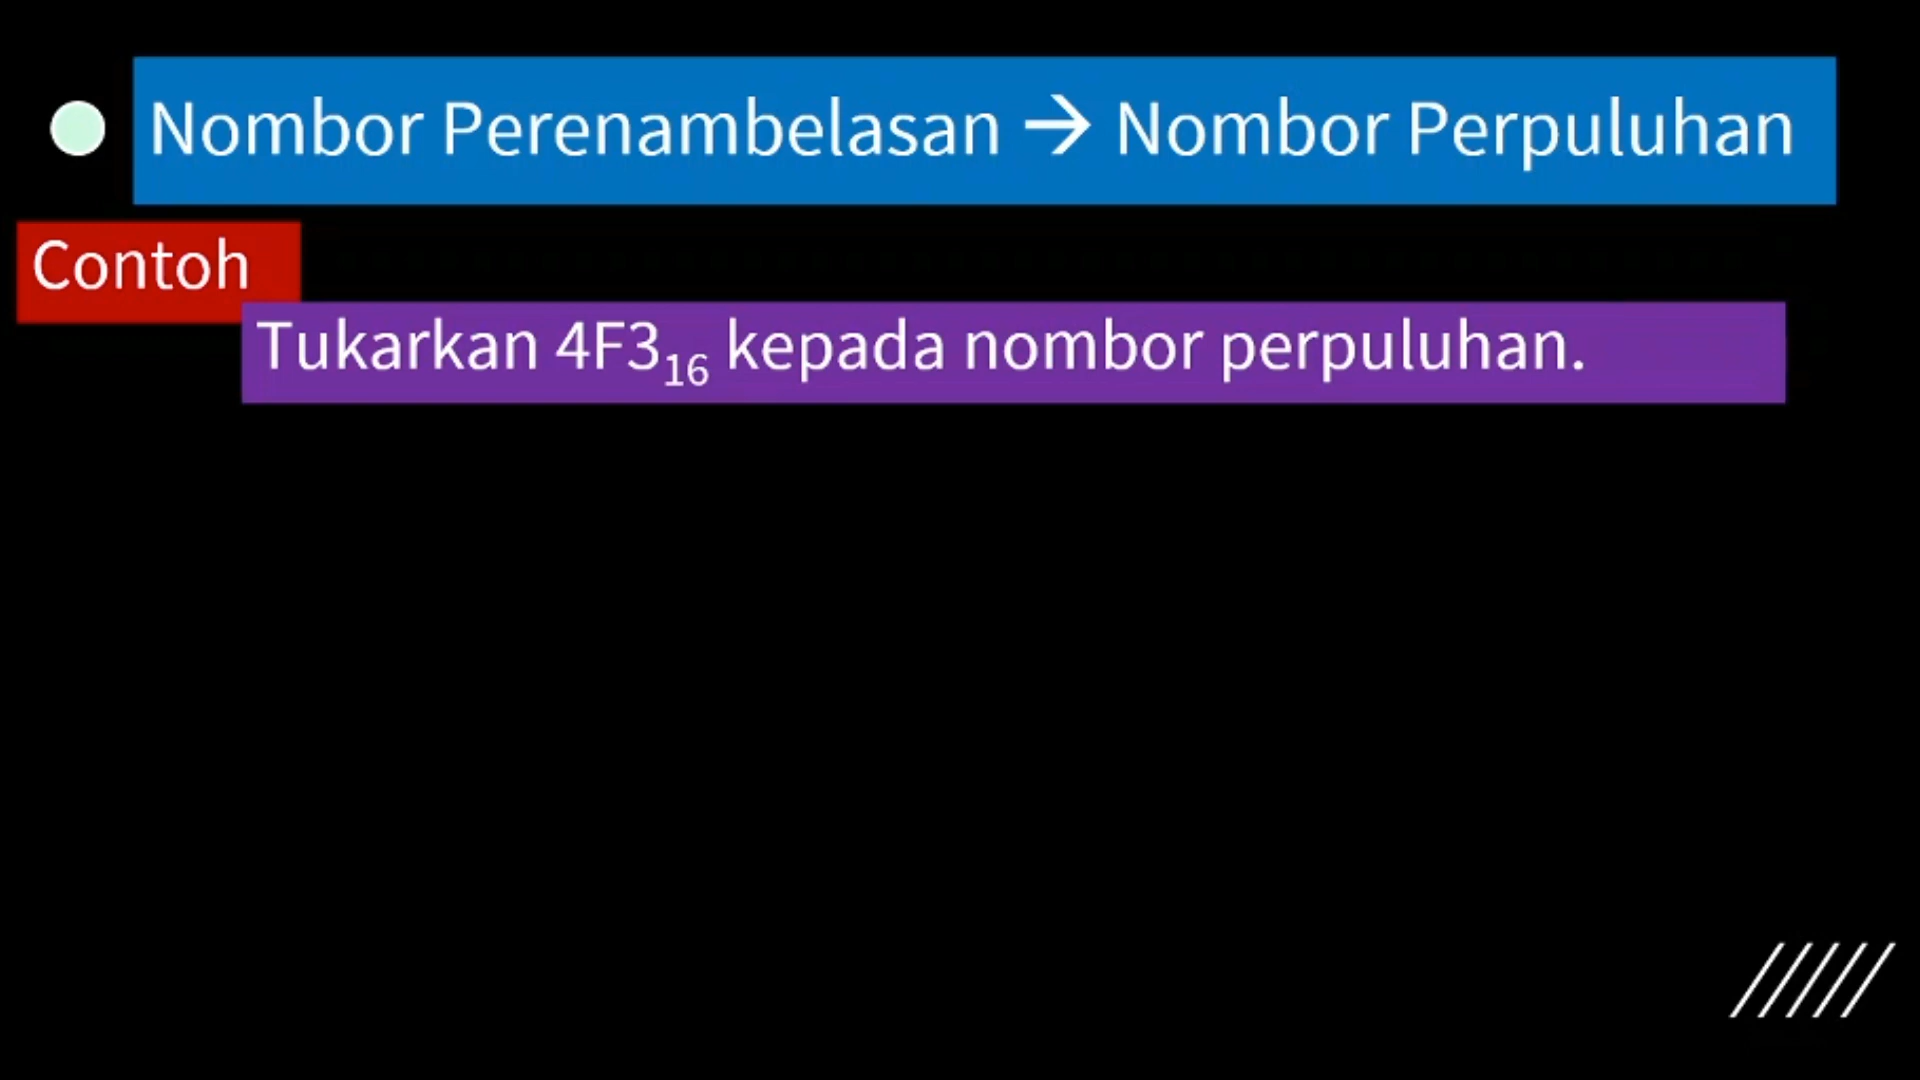 Nombor Perenambelasan → Nombor Perpuluhan
Contoh
Tukarkan 4F3₁₆ kepada nombor perpuluhan.